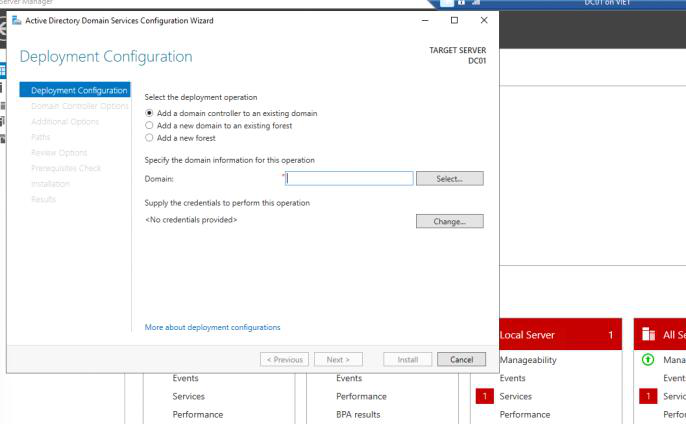 Server Manager
DC01 on VIET
Active Directory Domain Services Configuration Wizard
Deployment Configuration
TARGET SERVER
DC01
Deployment Configuration
Domain Controller Options
Additional Options
Paths
Review Options
Prerequisites Check
Installation
Results
Select the deployment operation
Add a domain controller to an existing domain
Add a new domain to an existing forest
Add a new forest
Specify the domain information for this operation
Domain:
*
Select...
Supply the credentials to perform this operation
<No credentials provided>
Change...
More about deployment configurations
< Previous
Next >
Install
Cancel
Events
Services
Performance
Events
Performance
BPA results
Local Server 1
Manageability
Events
1 Services
Performance
All Se
Mana
Event
1 Servic
Perfor